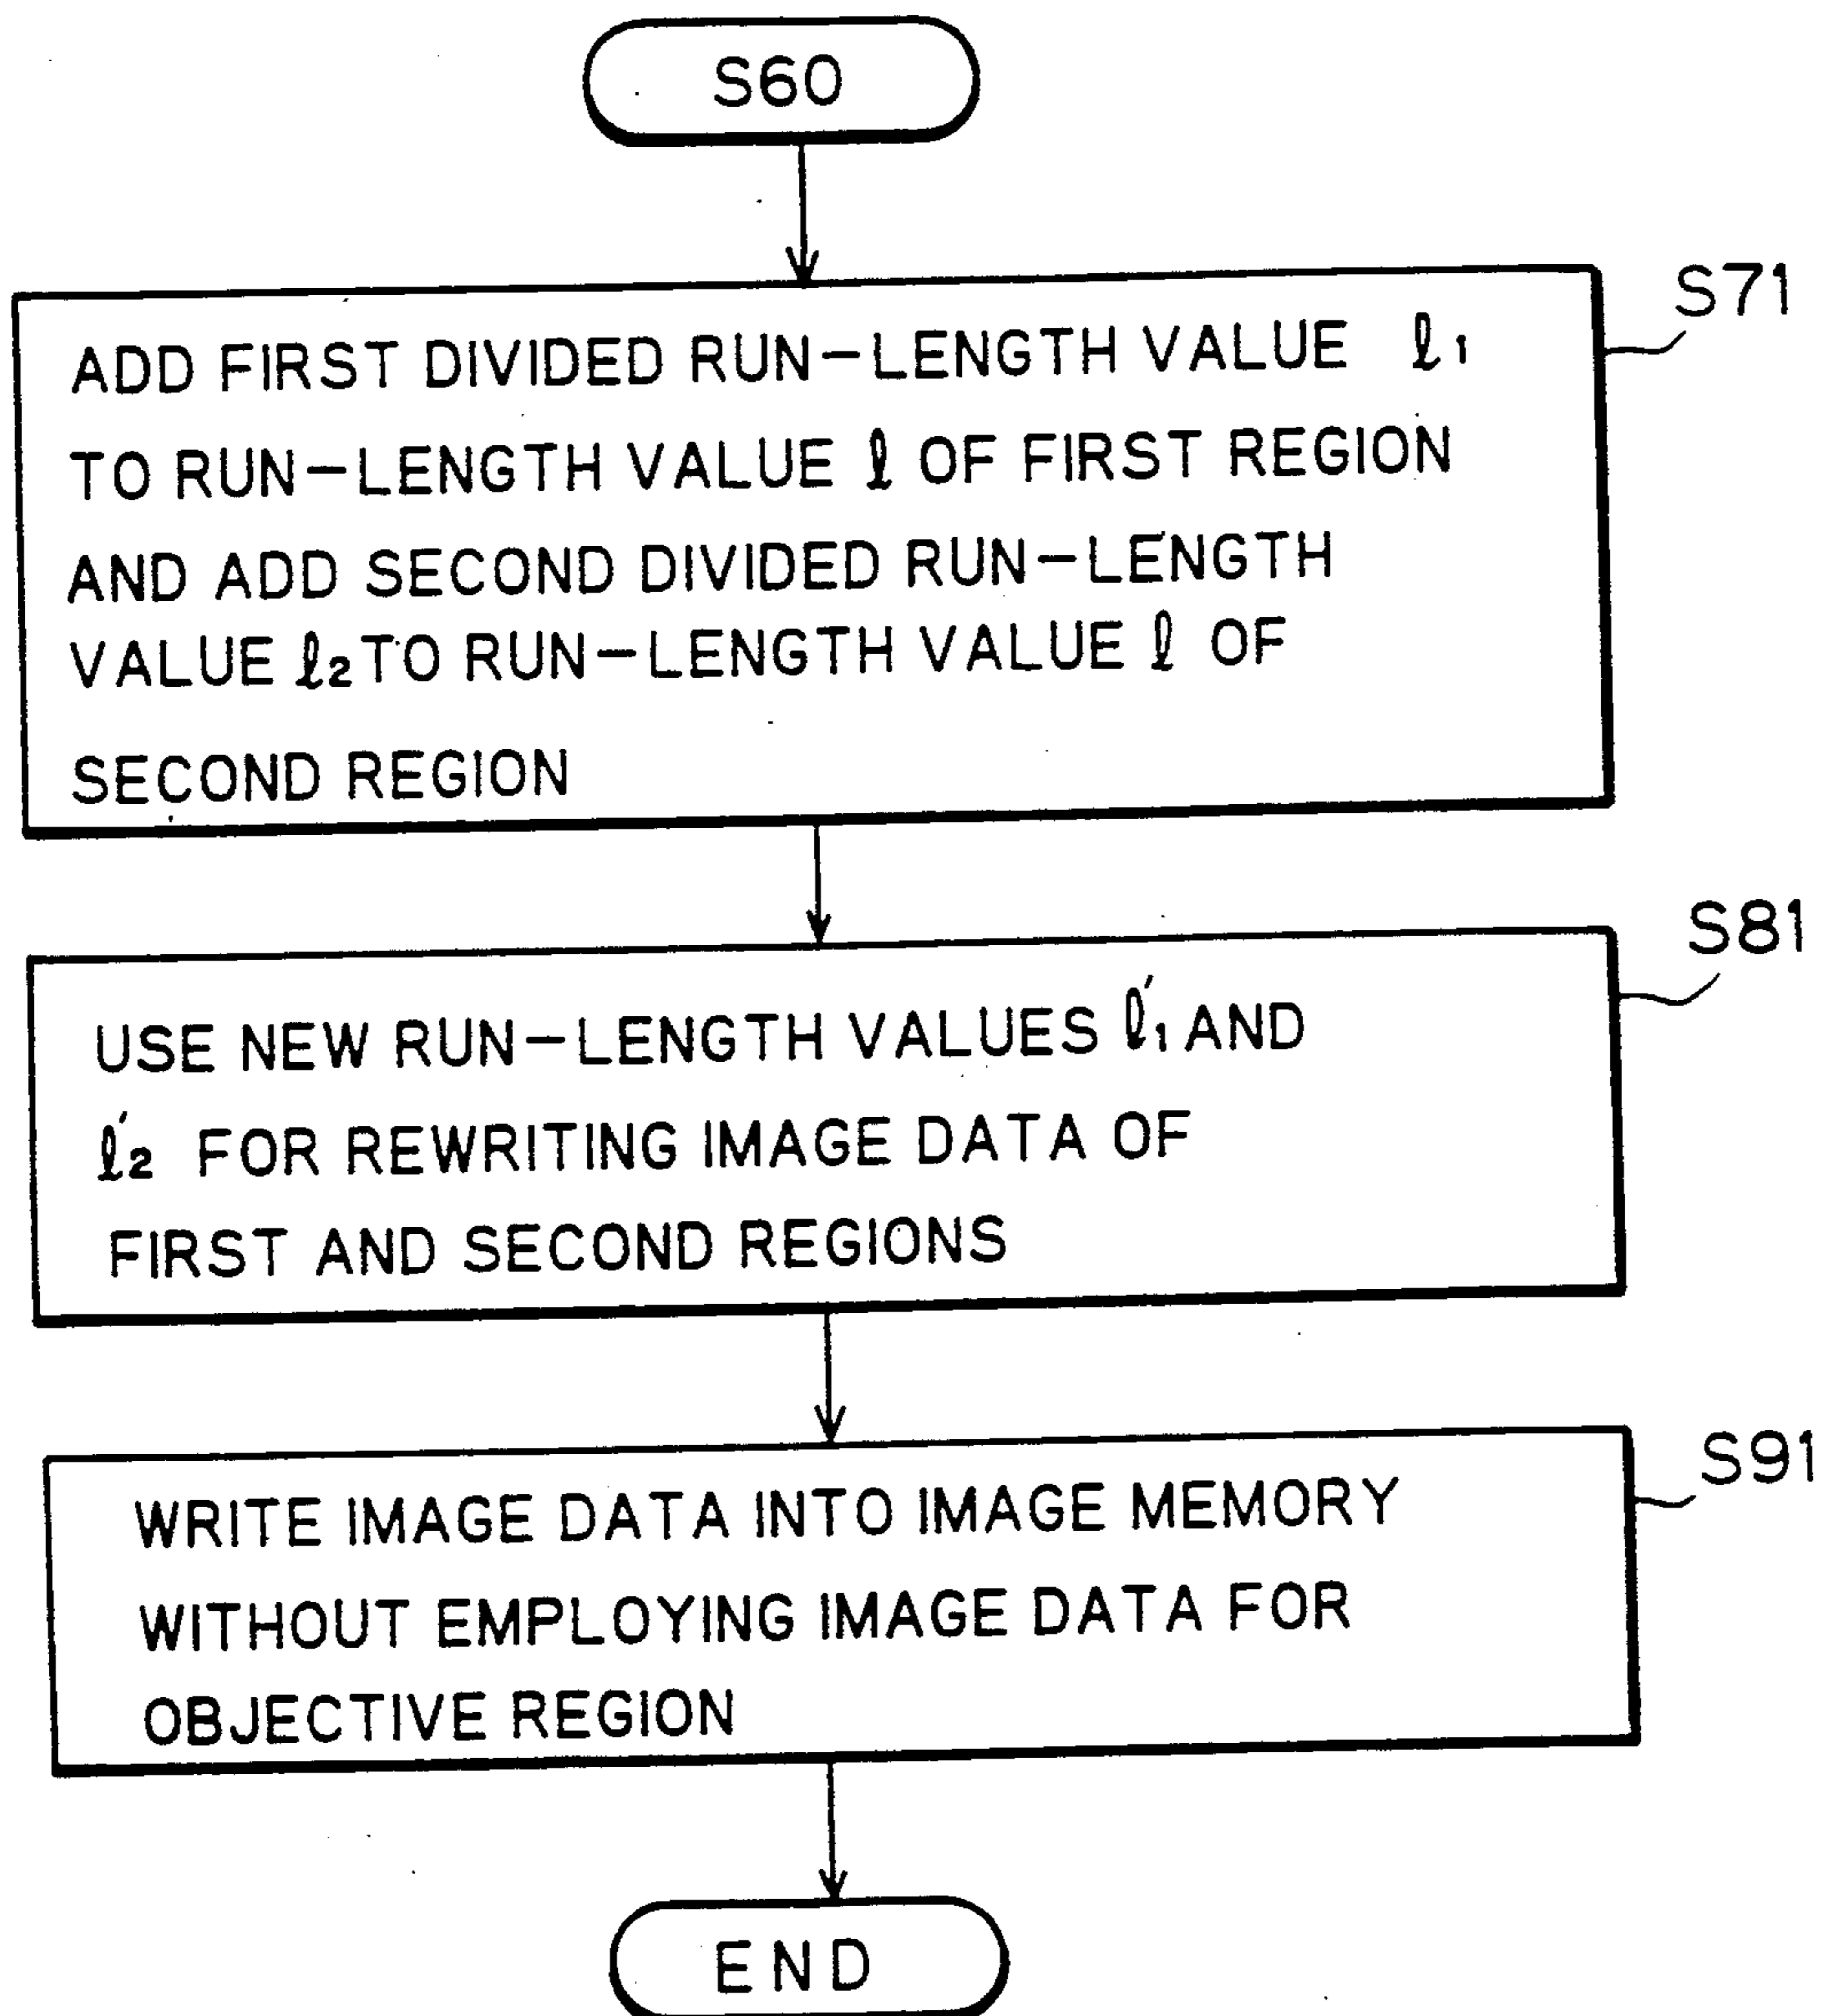 S60
S71
ADD FIRST DIVIDED RUN-LENGTH VALUE ℓ₁
TO RUN-LENGTH VALUE ℓ OF FIRST REGION
AND ADD SECOND DIVIDED RUN-LENGTH
VALUE ℓ₂ TO RUN-LENGTH VALUE ℓ OF
SECOND REGION
S81
USE NEW RUN-LENGTH VALUES ℓ'₁ AND
ℓ'₂ FOR REWRITING IMAGE DATA OF
FIRST AND SECOND REGIONS
S91
WRITE IMAGE DATA INTO IMAGE MEMORY
WITHOUT EMPLOYING IMAGE DATA FOR
OBJECTIVE REGION
END